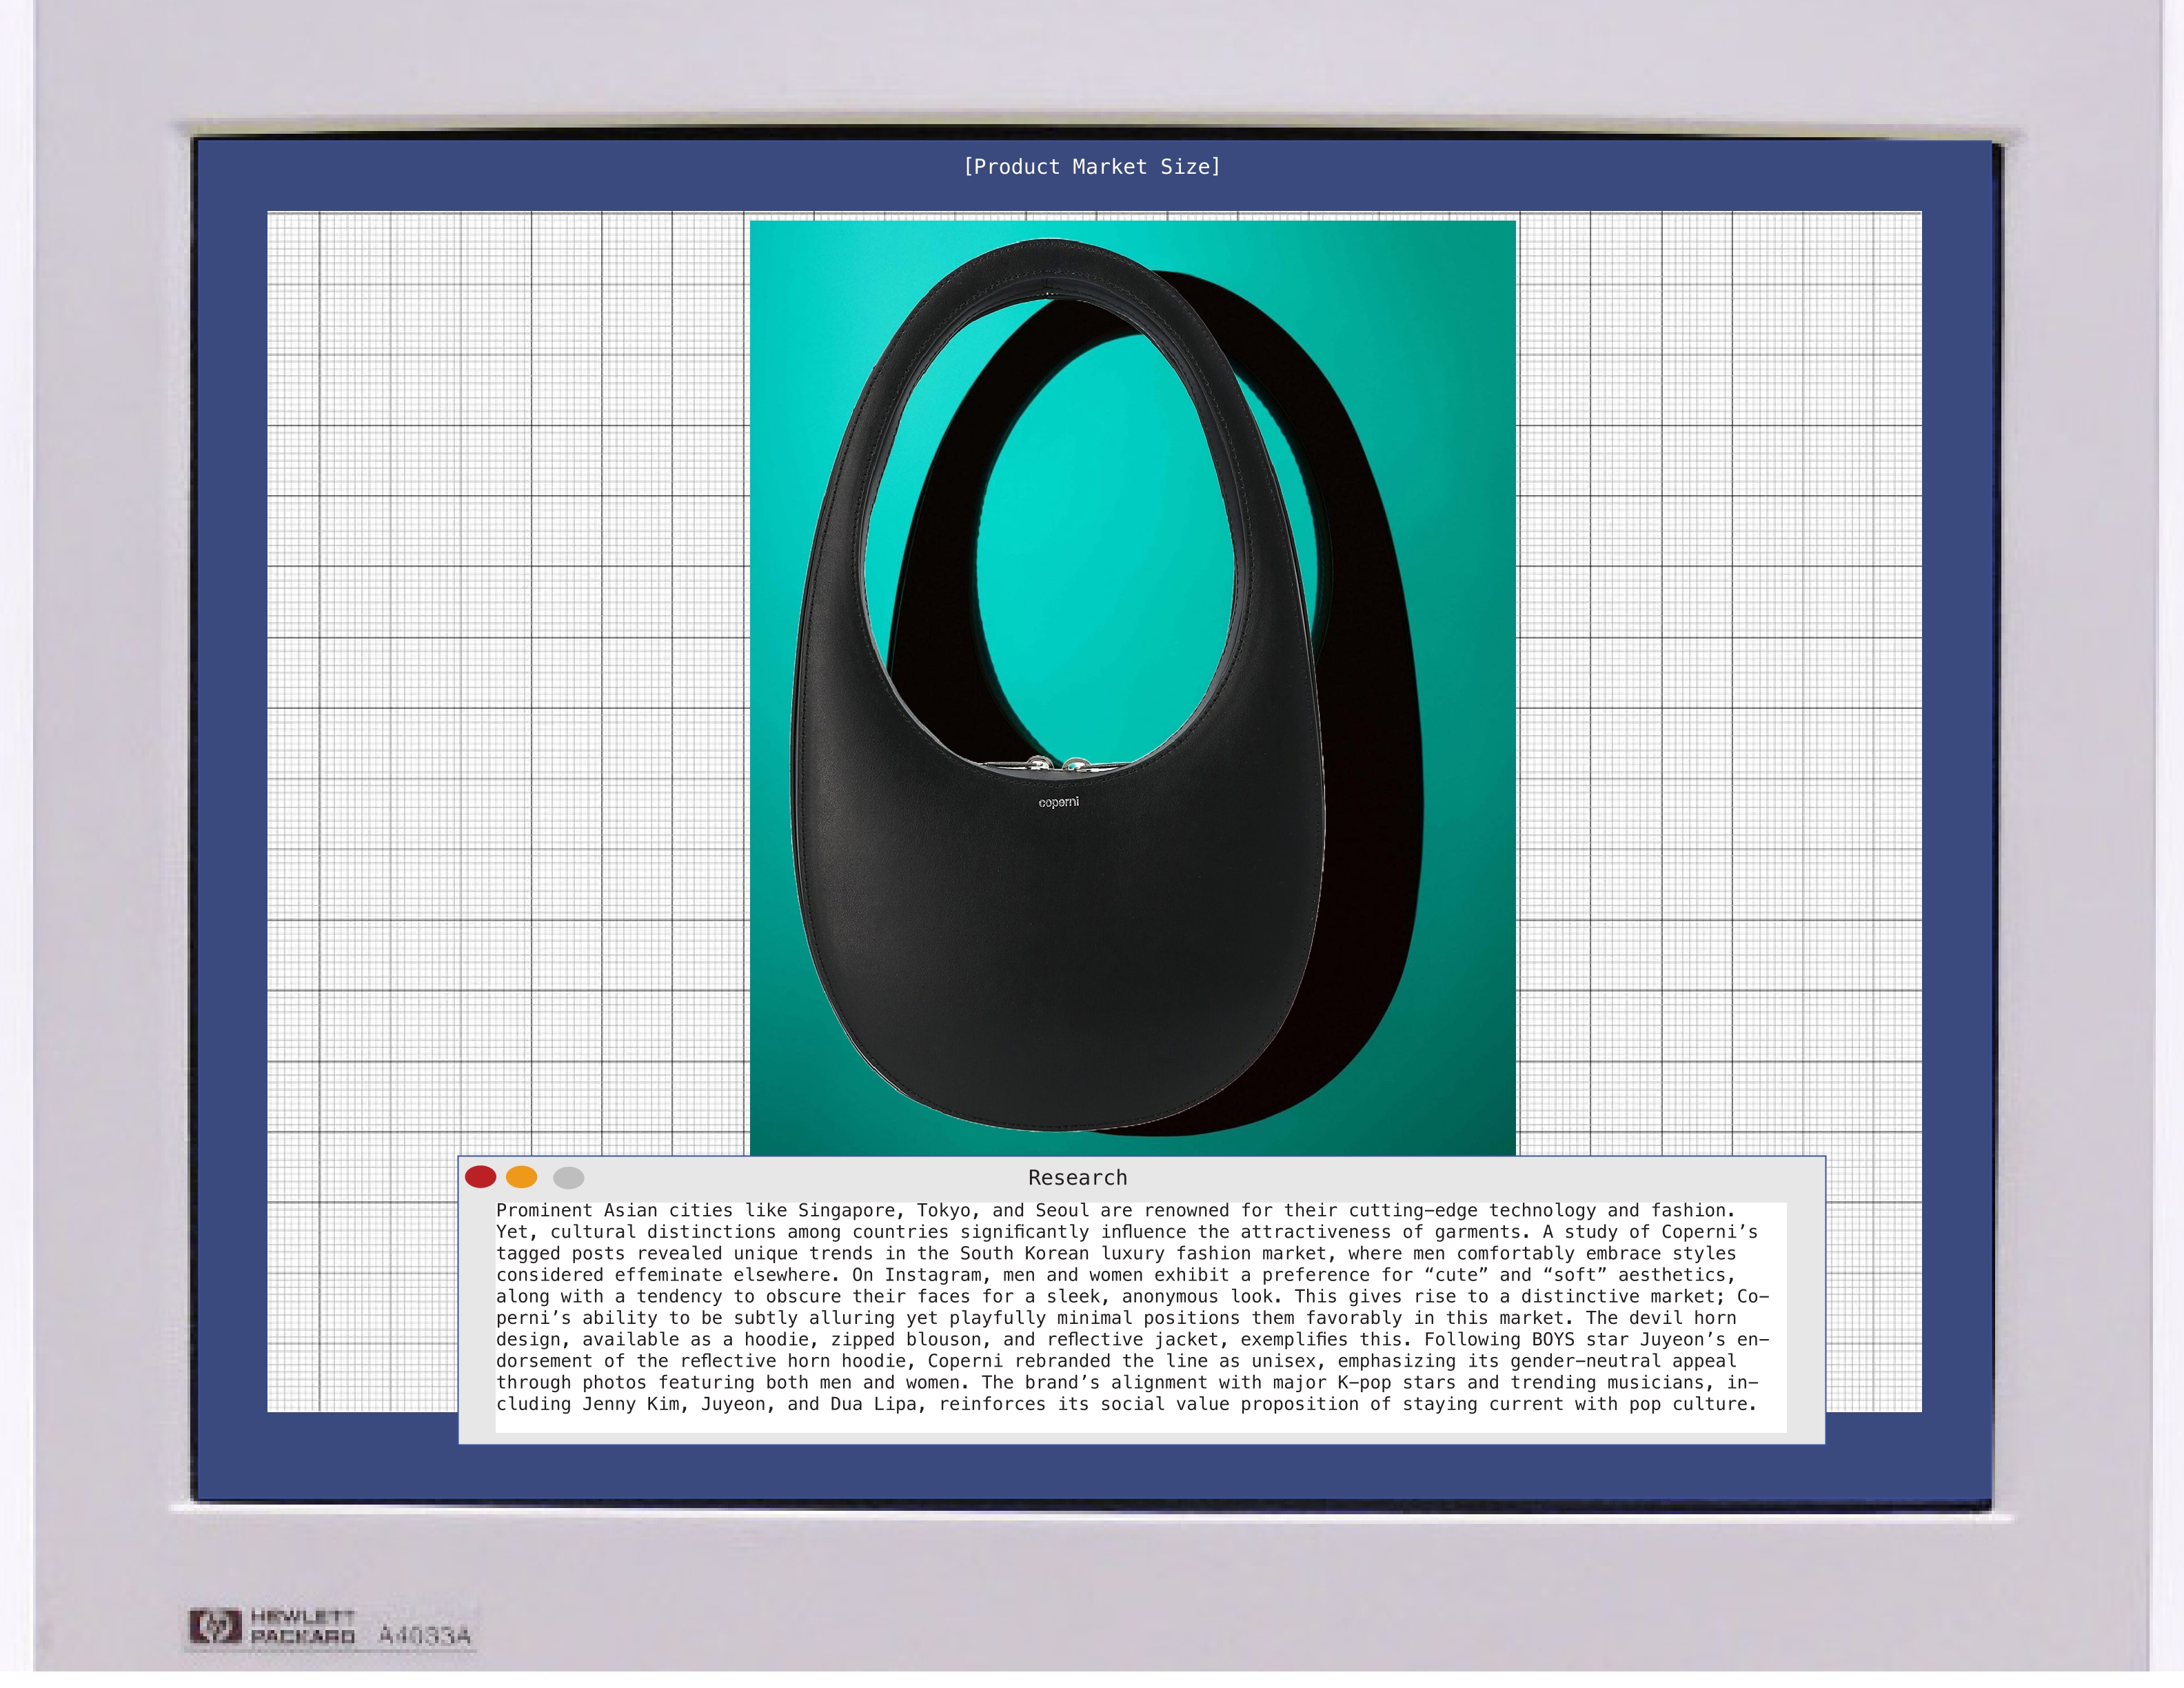 [Product Market Size]
coperni
Research
Prominent Asian cities like Singapore, Tokyo, and Seoul are renowned for their cutting-edge technology and fashion.
Yet, cultural distinctions among countries significantly influence the attractiveness of garments. A study of Coperni’s
tagged posts revealed unique trends in the South Korean luxury fashion market, where men comfortably embrace styles
considered effeminate elsewhere. On Instagram, men and women exhibit a preference for “cute” and “soft” aesthetics,
along with a tendency to obscure their faces for a sleek, anonymous look. This gives rise to a distinctive market; Co-
perni’s ability to be subtly alluring yet playfully minimal positions them favorably in this market. The devil horn
design, available as a hoodie, zipped blouson, and reflective jacket, exemplifies this. Following BOYS star Juyeon’s en-
dorsement of the reflective horn hoodie, Coperni rebranded the line as unisex, emphasizing its gender-neutral appeal
through photos featuring both men and women. The brand’s alignment with major K-pop stars and trending musicians, in-
cluding Jenny Kim, Juyeon, and Dua Lipa, reinforces its social value proposition of staying current with pop culture.
hp HEWLETT
PACKARD A4033A